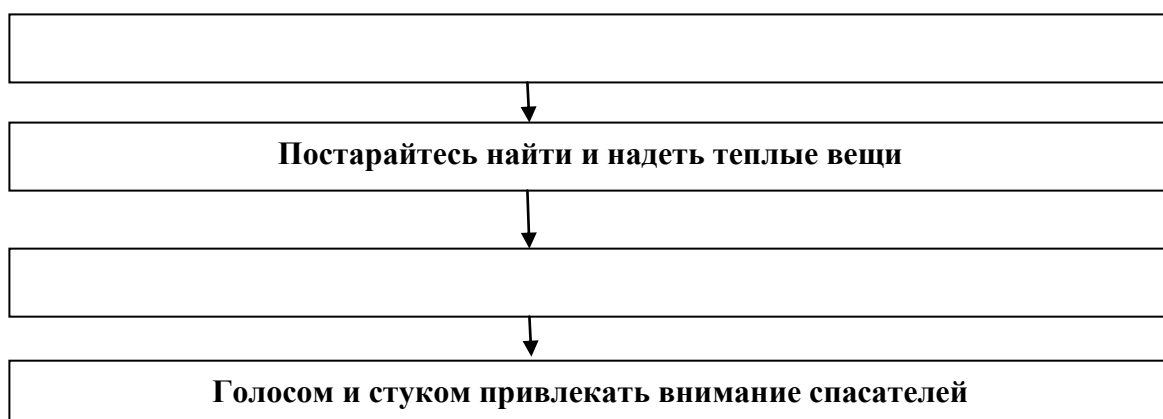 Постарайтесь найти и надеть теплые вещи
Голосом и стуком привлекать внимание спасателей